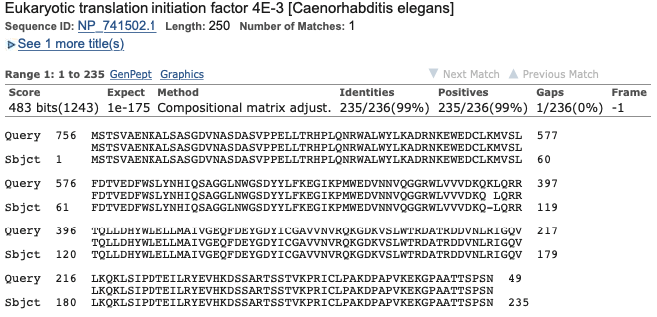 Eukaryotic translation initiation factor 4E-3 [Caenorhabditis elegans]
Sequence ID: NP_741502.1 Length: 250 Number of Matches: 1
See 1 more title(s)
Range 1: 1 to 235 GenPept Graphics Next Match Previous Match
Score Expect Method Identities Positives Gaps Frame
483 bits(1243) 1e-175 Compositional matrix adjust. 235/236(99%) 235/236(99%) 1/236(0%) -1
Query 756 MSTSVAENKALSASGDVNASDASVPPELLTRHPLQNRWALWYLKADRNKEWEDCLKMVSL 577
MSTSVAENKALSASGDVNASDASVPPELLTRHPLQNRWALWYLKADRNKEWEDCLKMVSL
Sbjct 1 MSTSVAENKALSASGDVNASDASVPPELLTRHPLQNRWALWYLKADRNKEWEDCLKMVSL 60
Query 576 FDTVEDFWSLYNHIQSAGGLNWGSDYYLFKEGIKPMWEDVNNVQGGRWLVVVDKQKLQRR 397
FDTVEDFWSLYNHIQSAGGLNWGSDYYLFKEGIKPMWEDVNNVQGGRWLVVVDKQ LQRR
Sbjct 61 FDTVEDFWSLYNHIQSAGGLNWGSDYYLFKEGIKPMWEDVNNVQGGRWLVVVDKQ-LQRR 119
Query 396 TQLLDHYWLELLMAIVGEQFDEYGDYICGAVVNVRQKGDKVSLWTRDATRDDVNLRIGQV 217
TQLLDHYWLELLMAIVGEQFDEYGDYICGAVVNVRQKGDKVSLWTRDATRDDVNLRIGQV
Sbjct 120 TQLLDHYWLELLMAIVGEQFDEYGDYICGAVVNVRQKGDKVSLWTRDATRDDVNLRIGQV 179
Query 216 LKQKLSIPDTEILRYEVHKDSSARTSSTVKPRICLPAKDPAPVKEKGPAATTSPSN 49
LKQKLSIPDTEILRYEVHKDSSARTSSTVKPRICLPAKDPAPVKEKGPAATTSPSN
Sbjct 180 LKQKLSIPDTEILRYEVHKDSSARTSSTVKPRICLPAKDPAPVKEKGPAATTSPSN 235